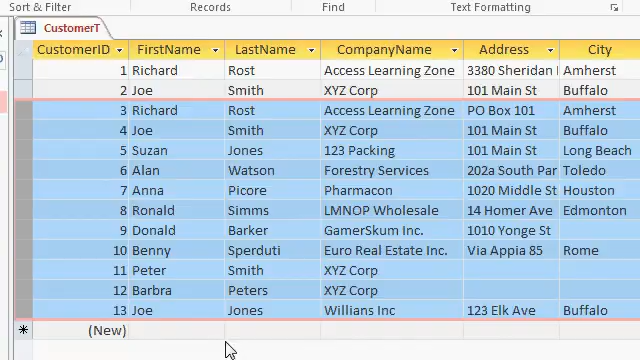 Sort & Filter Records Find Text Formatting
CustomerT
CustomerID FirstName LastName CompanyName Address City
1 Richard Rost Access Learning Zone 3380 Sheridan Amherst
2 Joe Smith XYZ Corp 101 Main St Buffalo
3 Richard Rost Access Learning Zone PO Box 101 Amherst
4 Joe Smith XYZ Corp 101 Main St Buffalo
5 Suzan Jones 123 Packing 101 Main St Long Beach
6 Alan Watson Forestry Services 202a South Par Toledo
7 Anna Picore Pharmacon 1020 Middle St Houston
8 Ronald Simms LMNOP Wholesale 14 Homer Ave Edmonton
9 Donald Barker GamerSkum Inc. 1010 Yonge St
10 Benny Sperduti Euro Real Estate Inc. Via Appia 85 Rome
11 Peter Smith XYZ Corp
12 Barbra Peters XYZ Corp
13 Joe Jones Willians Inc 123 Elk Ave Buffalo
* (New)